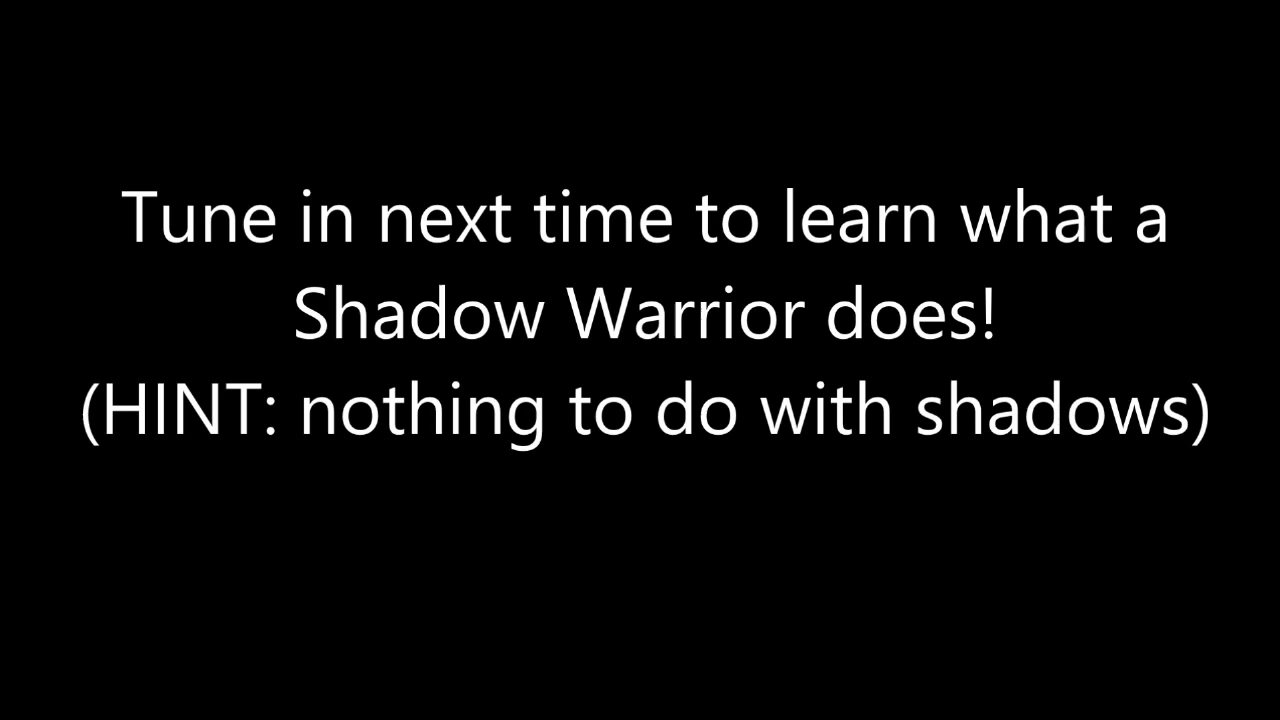 Tune in next time to learn what a
Shadow Warrior does!
(HINT: nothing to do with shadows)